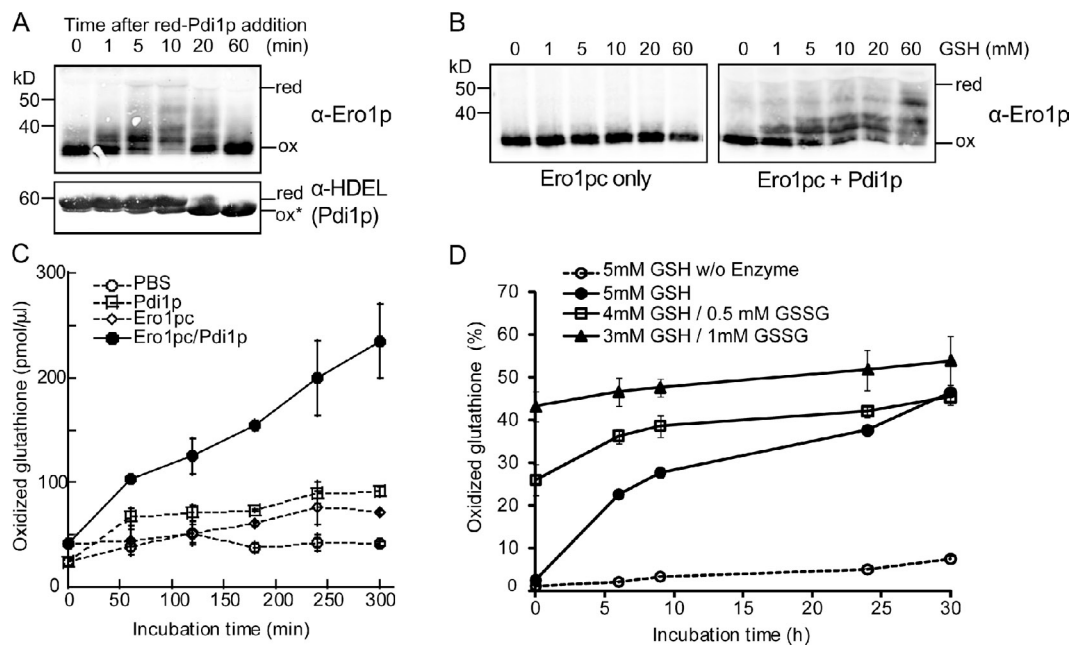 A
Time after red-Pdi1p addition
0 1 5 10 20 60 (min)
kD
50
40
red
ox
α-Ero1p
60
red
ox*
α-HDEL
(Pdi1p)
B
0 1 5 10 20 60 0 1 5 10 20 60 GSH (mM)
kD
50
40
red
ox
α-Ero1p
Ero1pc only
Ero1pc + Pdi1p
C
PBS
Pdi1p
Ero1pc
Ero1pc/Pdi1p
Oxidized glutathione (pmol/μl)
300
200
100
0
0 50 100 150 200 250 300
Incubation time (min)
D
5mM GSH w/o Enzyme
5mM GSH
4mM GSH / 0.5 mM GSSG
3mM GSH / 1mM GSSG
Oxidized glutathione (%)
70
60
50
40
30
20
10
0
0 5 10 15 20 25 30
Incubation time (h)